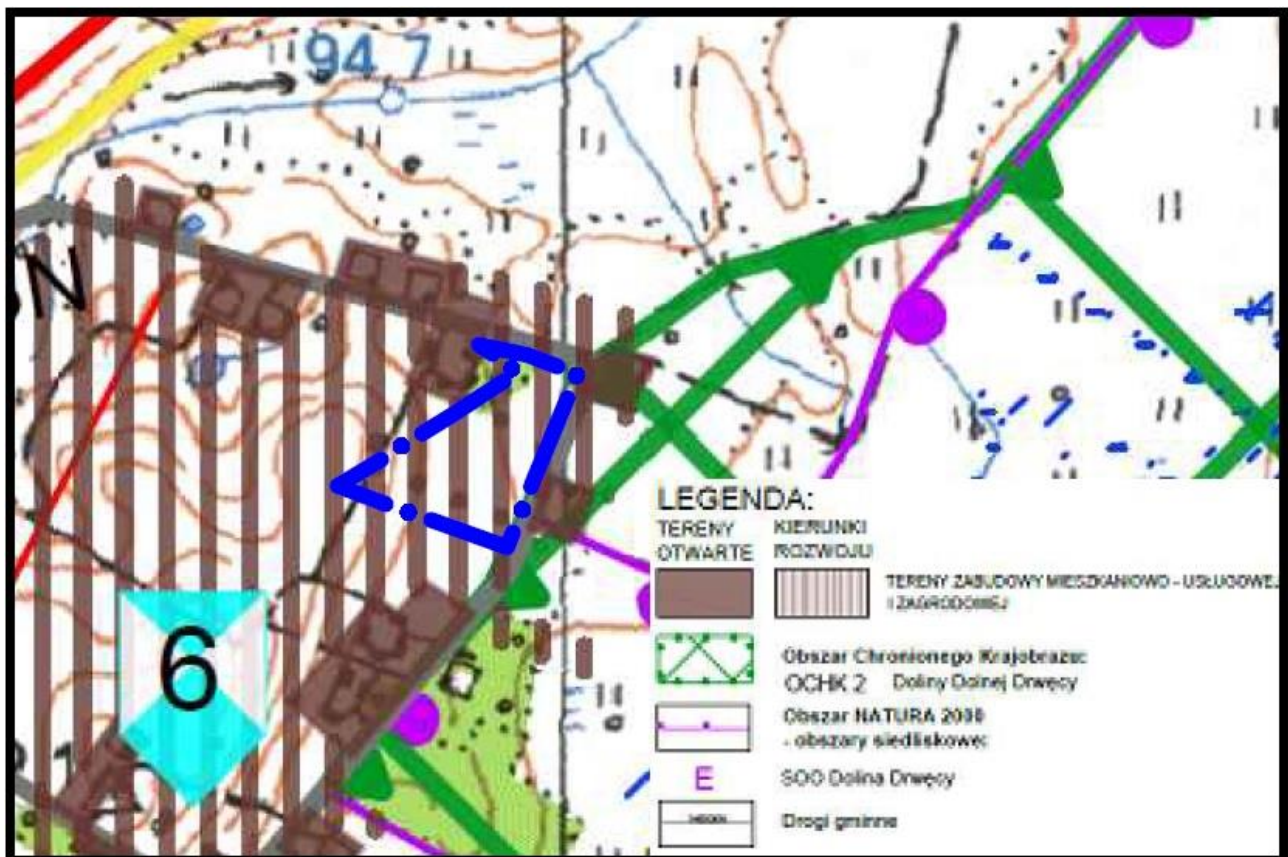 94 7
6
LEGENDA:
TERENY KIERUNKI
OTWARTE ROZWOJU
TERENY ZABUDOWY MIESZKANIOWO - USŁUGOWEJ
I ZAGRODOWEJ
Obszar Chronionego Krajobrazu:
OCHK 2 Doliny Dolnej Drwęcy
Obszar NATURA 2000
- obszary siedliskowe:
E SOO Dolina Drwęcy
Drogi gminne